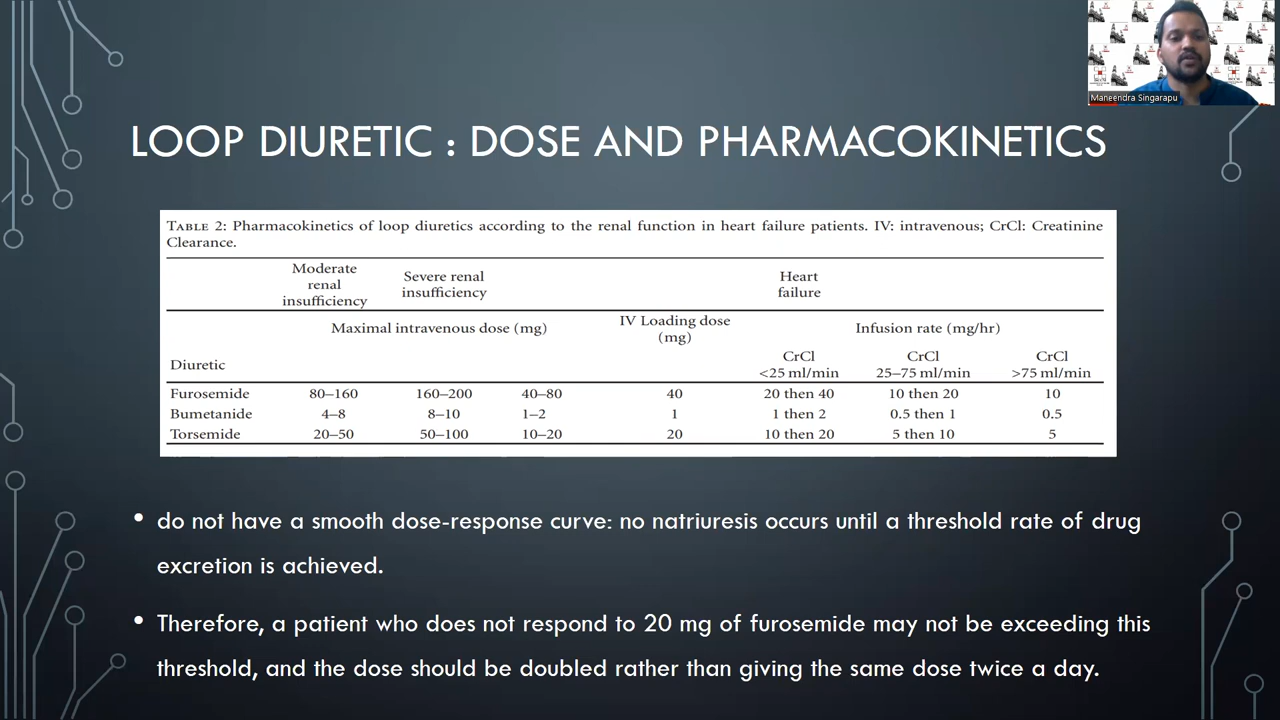 Maneendra Singarapu
LOOP DIURETIC : DOSE AND PHARMACOKINETICS
TABLE 2: Pharmacokinetics of loop diuretics according to the renal function in heart failure patients. IV: intravenous; CrCl: Creatinine
Clearance.
Moderate
renal
insufficiency
Severe renal
insufficiency
Heart
failure
Maximal intravenous dose (mg)
IV Loading dose
(mg)
Infusion rate (mg/hr)
Diuretic
CrCl
<25 ml/min
CrCl
25–75 ml/min
CrCl
>75 ml/min
Furosemide 80–160 160–200 40–80 40 20 then 40 10 then 20 10
Bumetanide 4–8 8–10 1–2 1 1 then 2 0.5 then 1 0.5
Torsemide 20–50 50–100 10–20 20 10 then 20 5 then 10 5
• do not have a smooth dose-response curve: no natriuresis occurs until a threshold rate of drug
excretion is achieved.
• Therefore, a patient who does not respond to 20 mg of furosemide may not be exceeding this
threshold, and the dose should be doubled rather than giving the same dose twice a day.